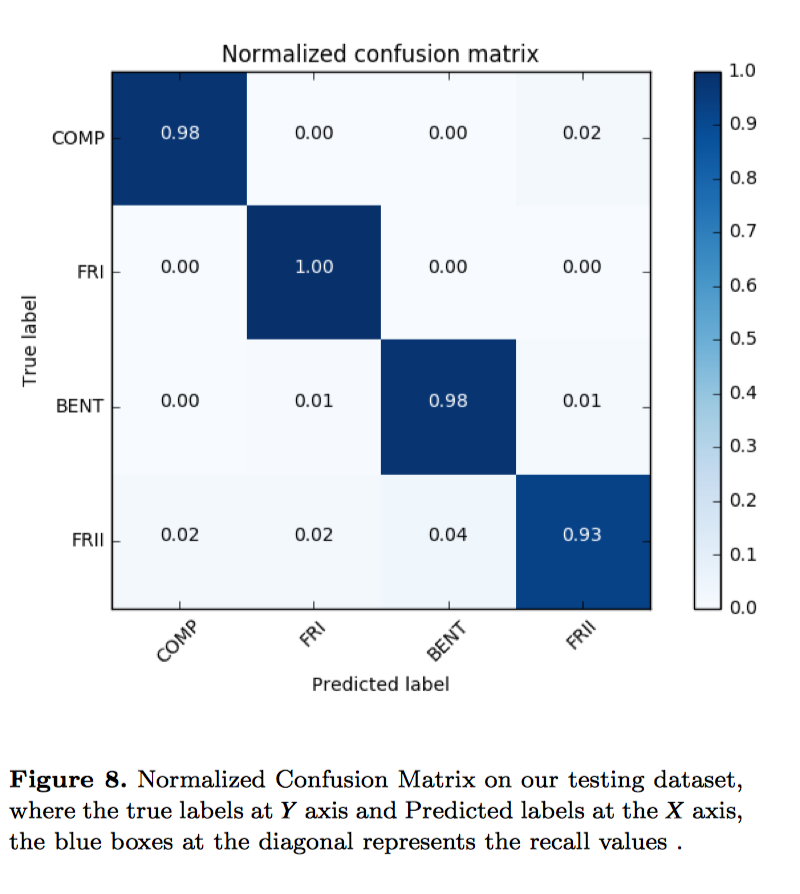 Normalized confusion matrix
1.0
COMP 0.98 0.00 0.00 0.02
0.9
0.8
0.7
FRI 0.00 1.00 0.00 0.00
0.6
True label
0.5
BENT 0.00 0.01 0.98 0.01
0.4
0.3
0.2
FRII 0.02 0.02 0.04 0.93
0.1
0.0
COMP FRI BENT FRII
Predicted label
Figure 8. Normalized Confusion Matrix on our testing dataset,
where the true labels at Y axis and Predicted labels at the X axis,
the blue boxes at the diagonal represents the recall values .